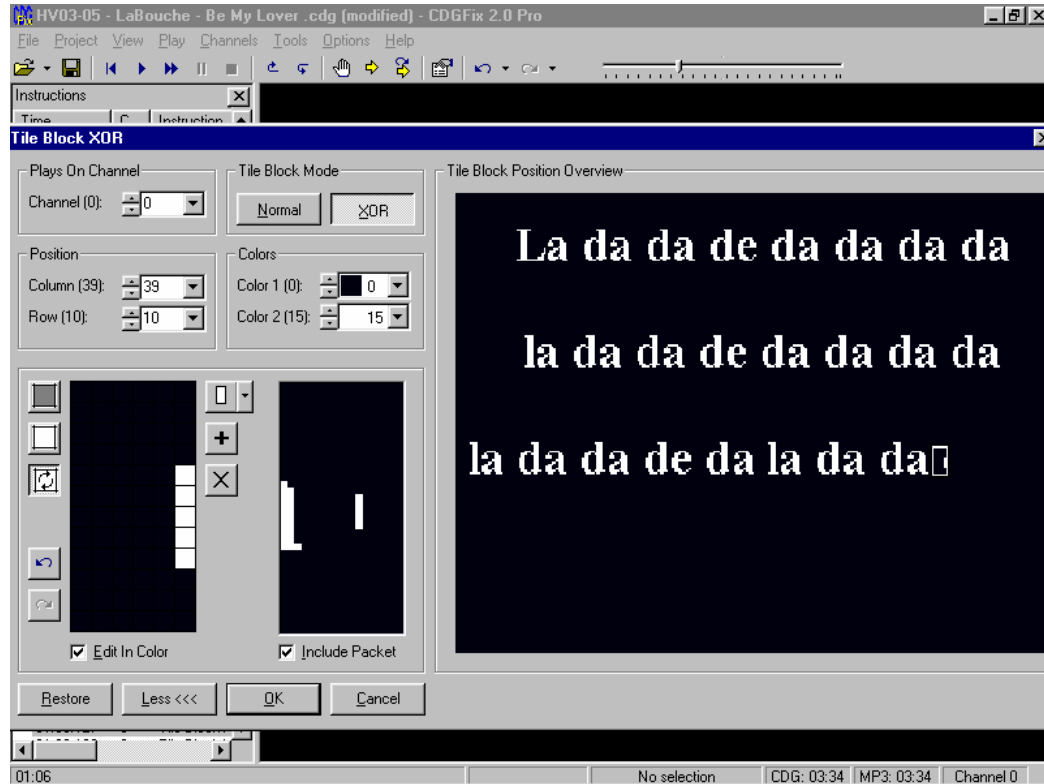 HV03-05 - LaBouche - Be My Lover .cdg (modified) - CDGFix 2.0 Pro
File Project View Play Channels Tools Options Help
Instructions
Time C... Instruction
Tile Block XOR
Plays On Channel
Channel (0): 0
Tile Block Mode
Normal XOR
Position
Column (39): 39
Row (10): 10
Colors
Color 1 (0): 0
Color 2 (15): 15
Edit In Color
Include Packet
Tile Block Position Overview
La da da de da da da da
la da da de da da da da
la da da de da la da da
Restore Less <<< OK Cancel
01:06 No selection CDG: 03:34 MP3: 03:34 Channel 0